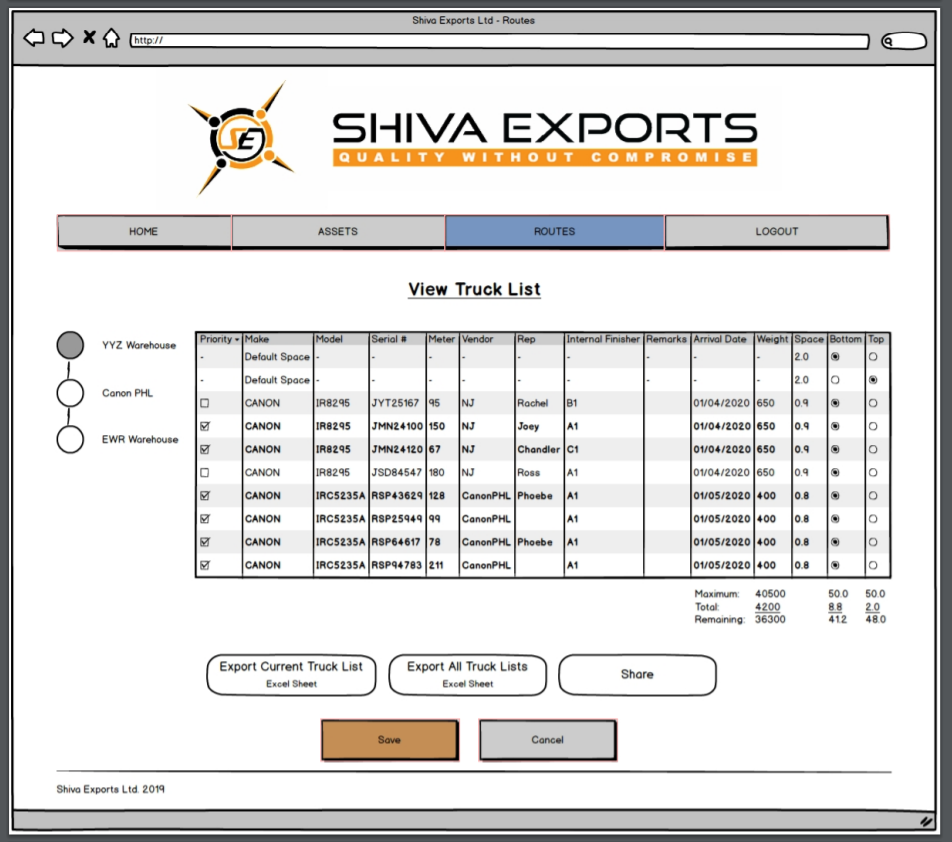 Shiva Exports Ltd - Routes
http://
SE
SHIVA EXPORTS
QUALITY WITHOUT COMPROMISE
HOME ASSETS ROUTES LOGOUT
View Truck List
YYZ Warehouse
Canon PHL
EWR Warehouse
Priority Make Model Serial # Meter Vendor Rep Internal Finisher Remarks Arrival Date Weight Space Bottom Top
- Default Space - - - - - - - - - 2.0
- Default Space - - - - - - - - - 2.0
CANON IR8295 JYT25167 95 NJ Rachel B1 01/04/2020 650 0.9
CANON IR8295 JMN24100 150 NJ Joey A1 01/04/2020 650 0.9
CANON IR8295 JMN24120 67 NJ Chandler C1 01/04/2020 650 0.9
CANON IR8295 JSD84547 180 NJ Ross A1 01/04/2020 650 0.9
CANON IRC5235A RSP43629 128 CanonPHL Phoebe A1 01/05/2020 400 0.8
CANON IRC5235A RSP25949 99 CanonPHL A1 01/05/2020 400 0.8
CANON IRC5235A RSP64617 78 CanonPHL Phoebe A1 01/05/2020 400 0.8
CANON IRC5235A RSP94783 211 CanonPHL A1 01/05/2020 400 0.8
Maximum: 40500 50.0 50.0
Total: 4200 8.8 2.0
Remaining: 36300 41.2 48.0
Export Current Truck List Export All Truck Lists Share
Excel Sheet Excel Sheet
Save Cancel
Shiva Exports Ltd. 2019